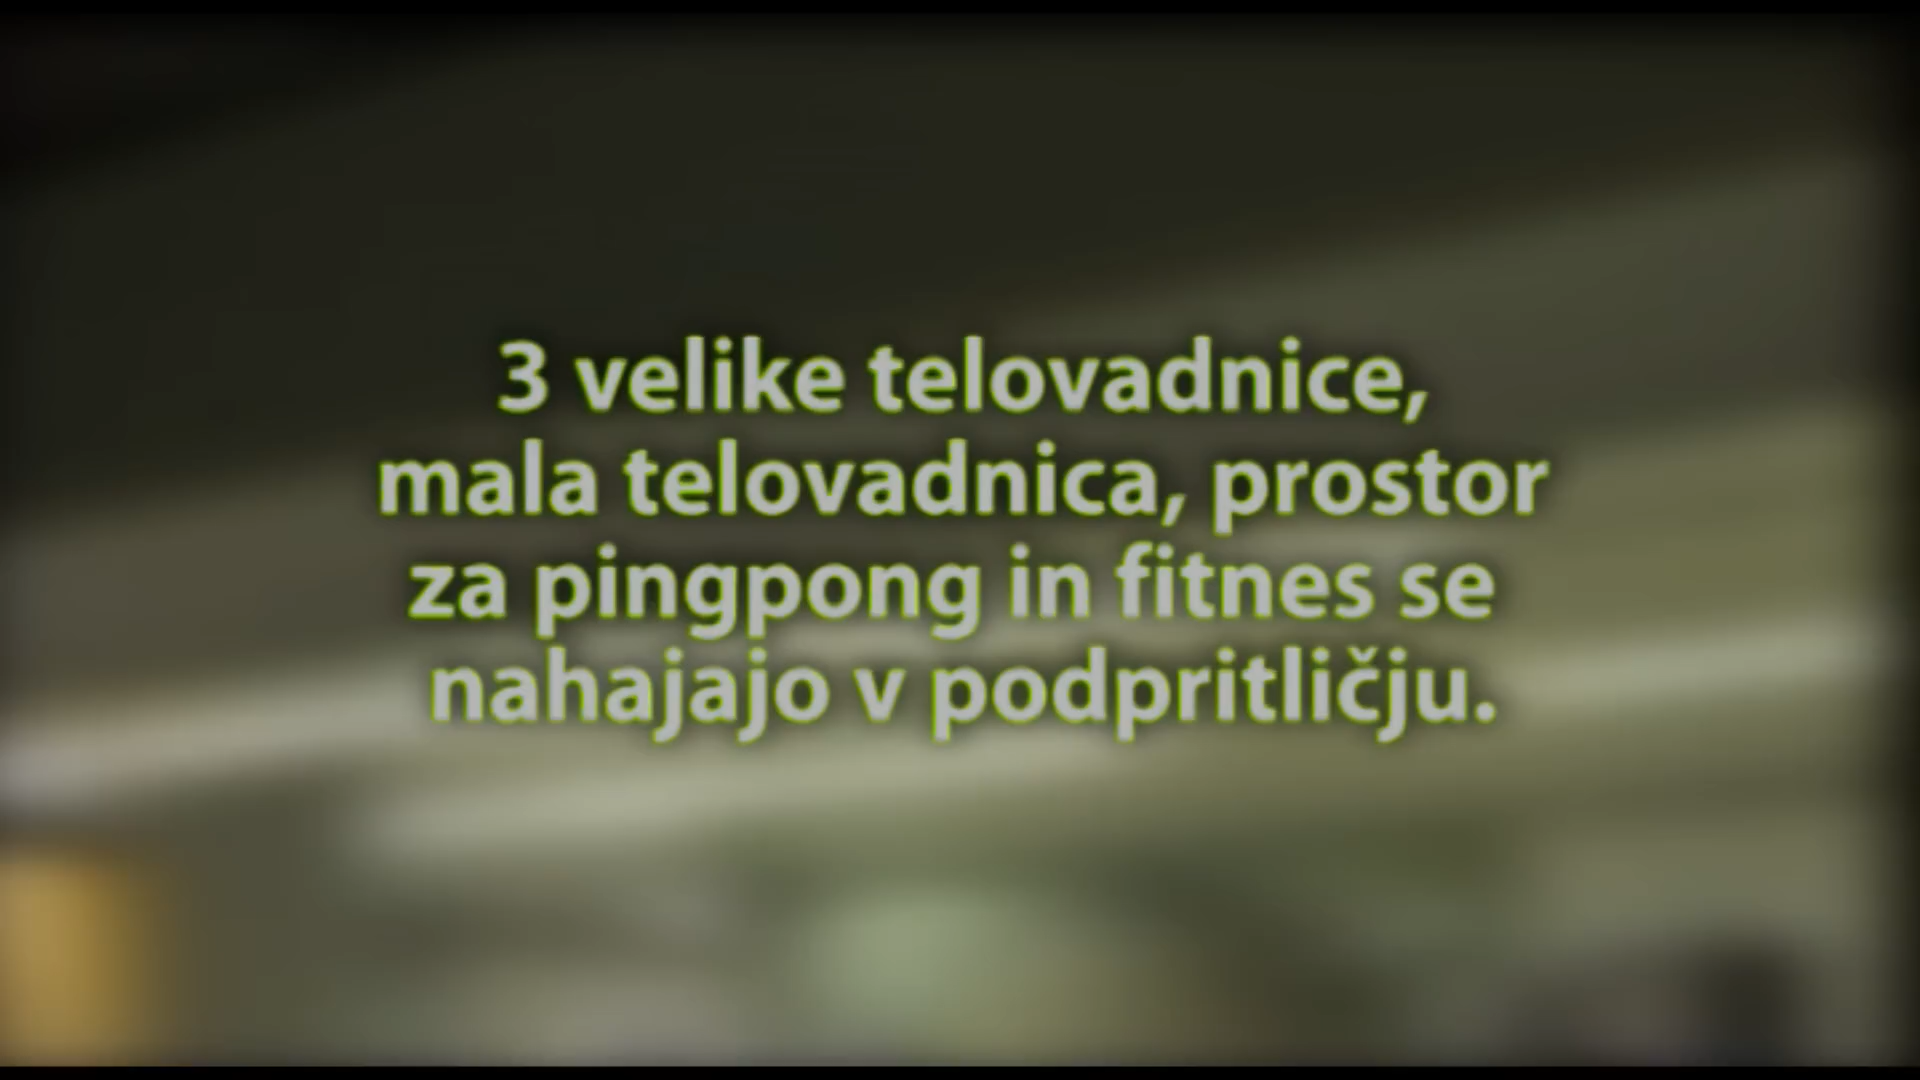 3 velike telovadnice,
mala telovadnica, prostor
za pingpong in fitnes se
nahajajo v podpritličju.